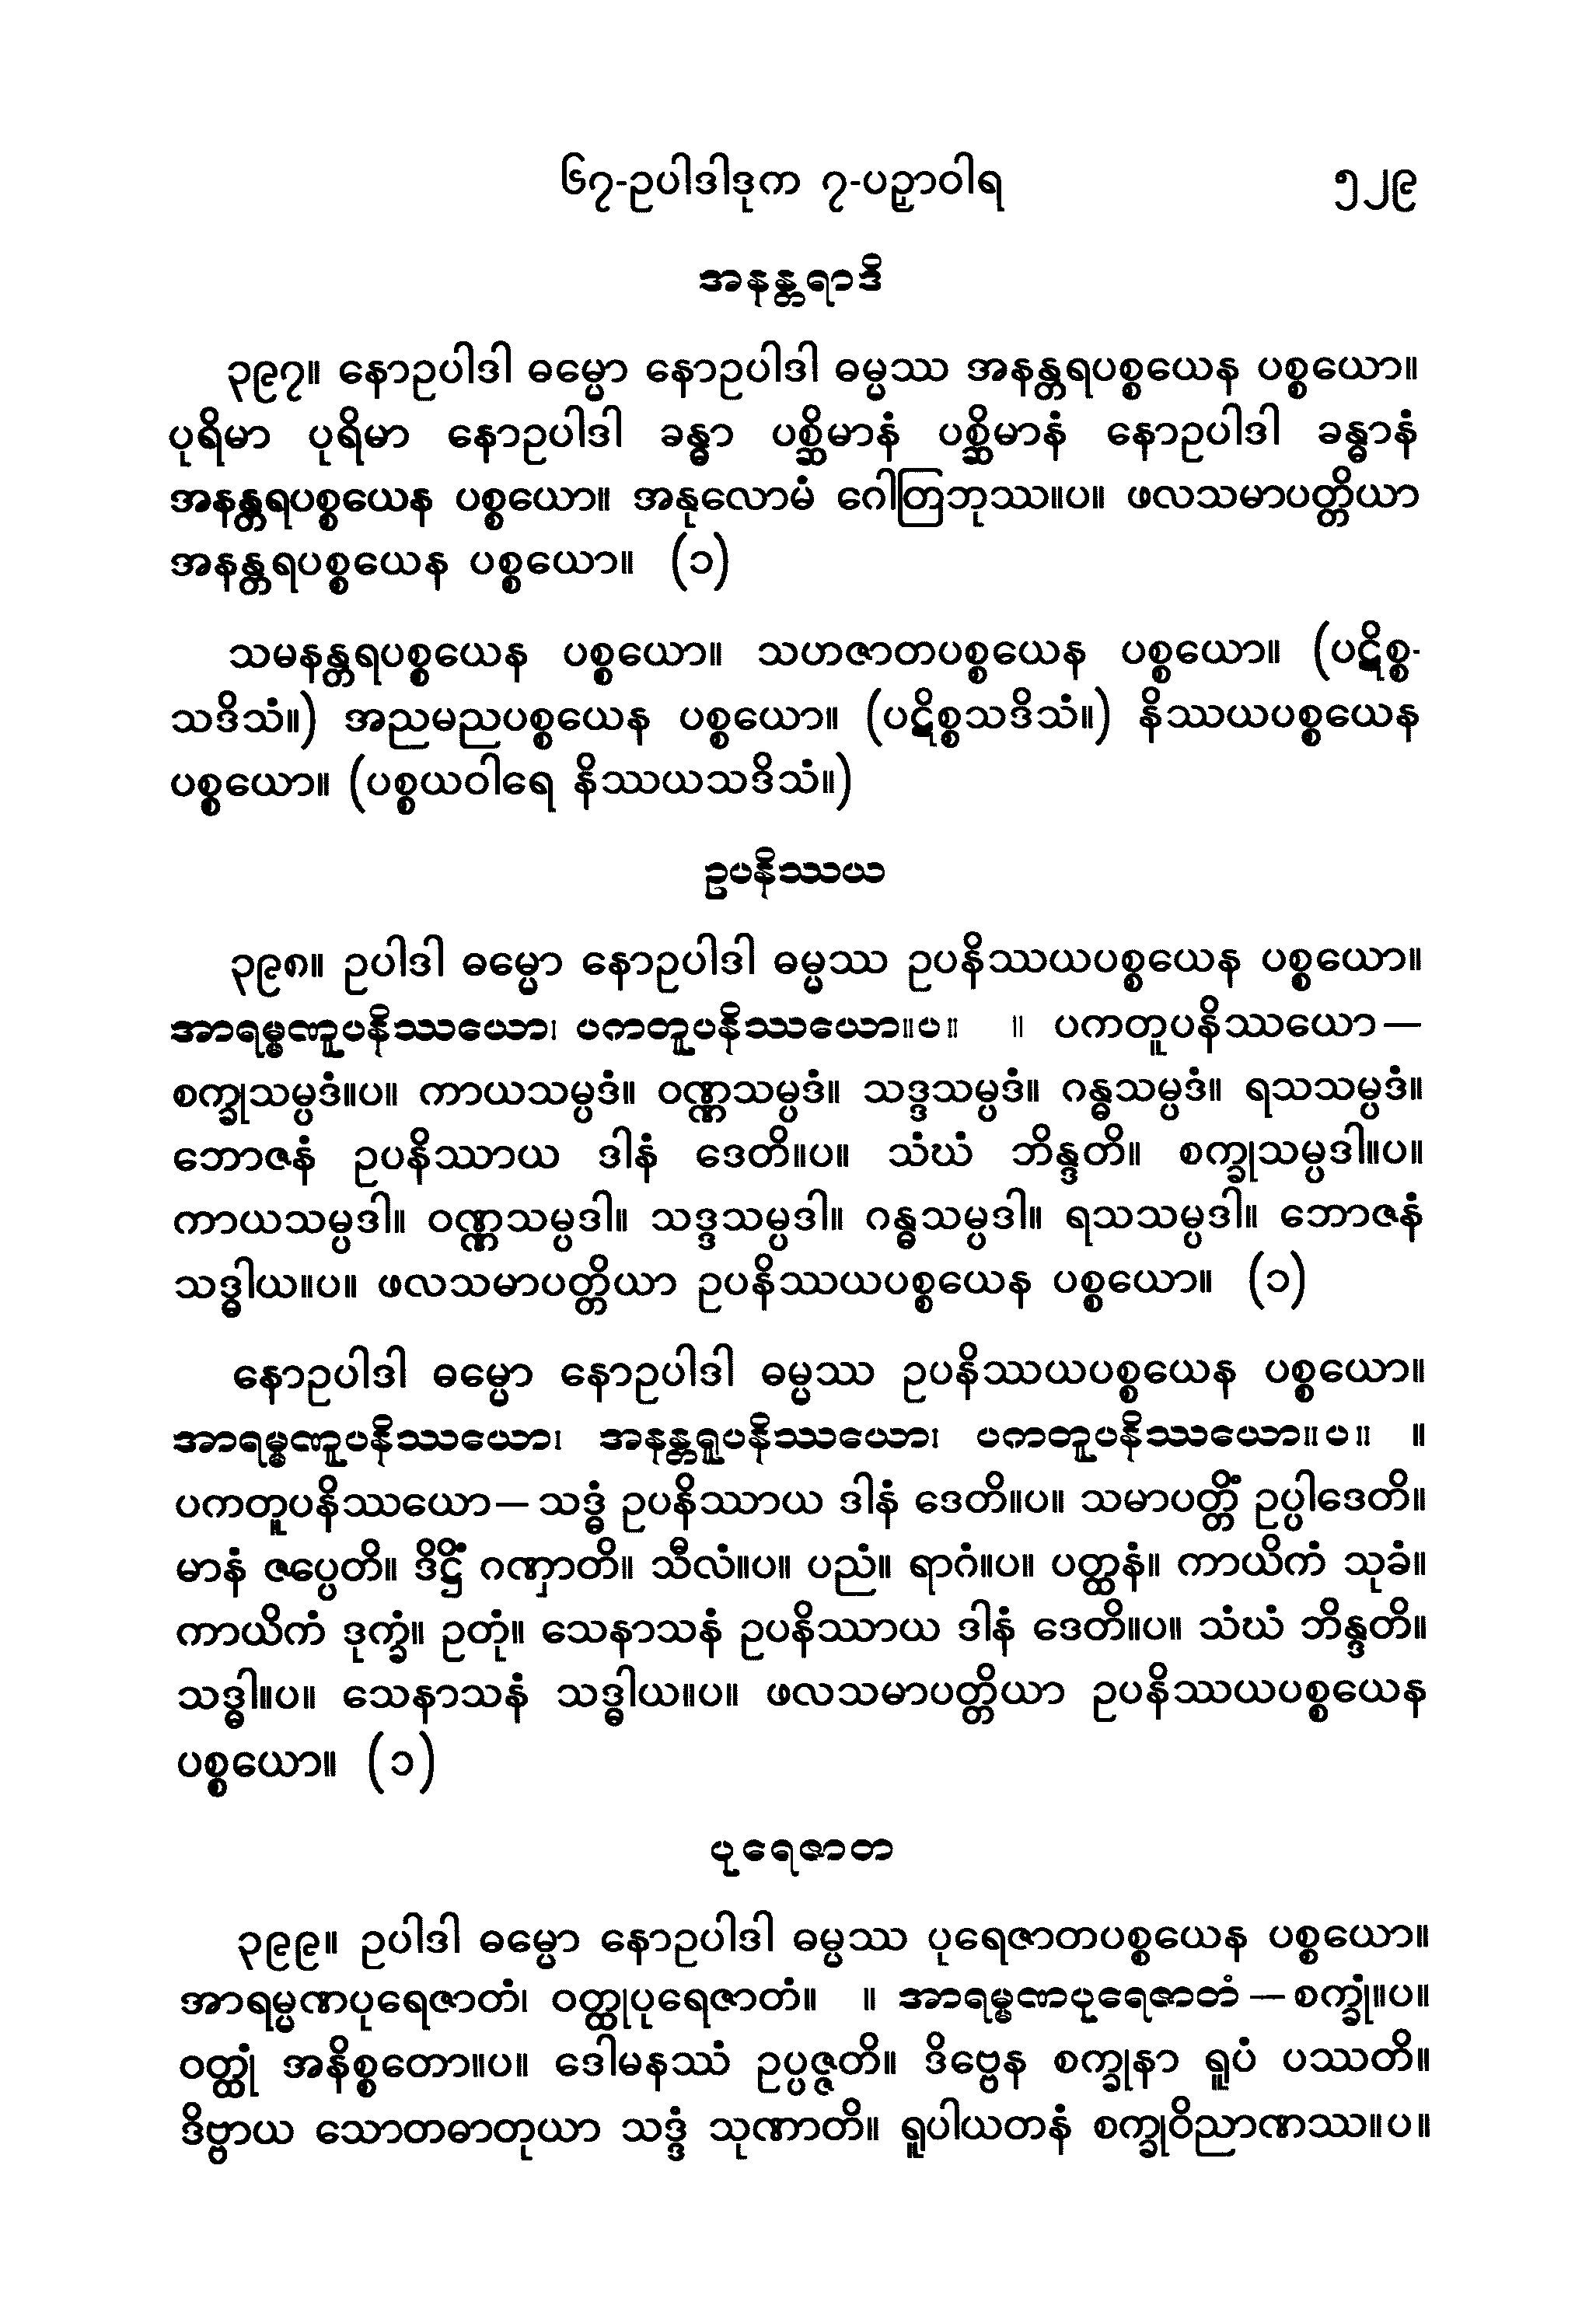 ၆၇-ဥပါဒါဒုက ၇-ပဉှာဝါရ ၅၂၉
အနန္တရာဒိ
၃၉၇။ နောဥပါဒါ ဓမ္မော နောဥပါဒါ ဓမ္မဿ အနန္တရပစ္စယေန ပစ္စယော။
ပုရိမာ ပုရိမာ နောဥပါဒါ ခန္ဓာ ပစ္ဆိမာနံ ပစ္ဆိမာနံ နောဥပါဒါ ခန္ဓာနံ
အနန္တရပစ္စယေန ပစ္စယော။ အနုလောမံ ဂေါတြဘုဿ။ပ။ ဖလသမာပတ္တိယာ
အနန္တရပစ္စယေန ပစ္စယော။ (၁)
သမနန္တရပစ္စယေန ပစ္စယော။ သဟဇာတပစ္စယေန ပစ္စယော။ (ပဋိစ္စ-
သဒိသံ။) အညမညပစ္စယေန ပစ္စယော။ (ပဋိစ္စသဒိသံ။) နိဿယပစ္စယေန
ပစ္စယော။ (ပစ္စယဝါရေ နိဿယသဒိသံ။)
ဥပနိဿယ
၃၉၈။ ဥပါဒါ ဓမ္မော နောဥပါဒါ ဓမ္မဿ ဥပနိဿယပစ္စယေန ပစ္စယော။
အာရမ္မဏူပနိဿယော၊ ပကတူပနိဿယော။ပ။ ။ ပကတူပနိဿယော—
စက္ခုသမ္ပဒံ။ပ။ ကာယသမ္ပဒံ။ ဝဏ္ဏသမ္ပဒံ။ သဒ္ဒသမ္ပဒံ။ ဂန္ဓသမ္ပဒံ။ ရသသမ္ပဒံ။
ဘောဇနံ ဥပနိဿာယ ဒါနံ ဒေတိ။ပ။ သံဃံ ဘိန္ဒတိ။ စက္ခုသမ္ပဒါ။ပ။
ကာယသမ္ပဒါ။ ဝဏ္ဏသမ္ပဒါ။ သဒ္ဒသမ္ပဒါ။ ဂန္ဓသမ္ပဒါ။ ရသသမ္ပဒါ။ ဘောဇနံ
သဒ္ဓါယ။ပ။ ဖလသမာပတ္တိယာ ဥပနိဿယပစ္စယေန ပစ္စယော။ (၁)
နောဥပါဒါ ဓမ္မော နောဥပါဒါ ဓမ္မဿ ဥပနိဿယပစ္စယေန ပစ္စယော။
အာရမ္မဏူပနိဿယော၊ အနန္တရူပနိဿယော၊ ပကတူပနိဿယော။ပ။ ။
ပကတူပနိဿယော— သဒ္ဓံ ဥပနိဿာယ ဒါနံ ဒေတိ။ပ။ သမာပတ္တိံ ဥပ္ပါဒေတိ။
မာနံ ဇပ္ပေတိ။ ဒိဋ္ဌိံ ဂဏှာတိ။ သီလံ။ပ။ ပညံ။ ရာဂံ။ပ။ ပတ္ထနံ။ ကာယိကံ သုခံ။
ကာယိကံ ဒုက္ခံ။ ဥတုံ။ သေနာသနံ ဥပနိဿာယ ဒါနံ ဒေတိ။ပ။ သံဃံ ဘိန္ဒတိ။
သဒ္ဓါ။ပ။ သေနာသနံ သဒ္ဓါယ။ပ။ ဖလသမာပတ္တိယာ ဥပနိဿယပစ္စယေန
ပစ္စယော။ (၁)
ပုရေဇာတ
၃၉၉။ ဥပါဒါ ဓမ္မော နောဥပါဒါ ဓမ္မဿ ပုရေဇာတပစ္စယေန ပစ္စယော။
အာရမ္မဏပုရေဇာတံ၊ ဝတ္ထုပုရေဇာတံ။ ။ အာရမ္မဏပုရေဇာတံ — စက္ခုံ။ပ။
ဝတ္ထုံ အနိစ္စတော။ပ။ ဒေါမနဿံ ဥပ္ပဇ္ဇတိ။ ဒိဗ္ဗေန စက္ခုနာ ရူပံ ပဿတိ။
ဒိဗ္ဗာယ သောတဓာတုယာ သဒ္ဒံ သုဏာတိ။ ရူပါယတနံ စက္ခုဝိညာဏဿ။ပ။